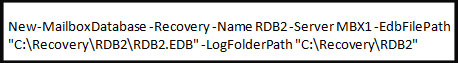 New-MailboxDatabase -Recovery -Name RDB2 -Server MBX1 -EdbFilePath
"C:\Recovery\RDB2\RDB2.EDB" -LogFolderPath "C:\Recovery\RDB2"